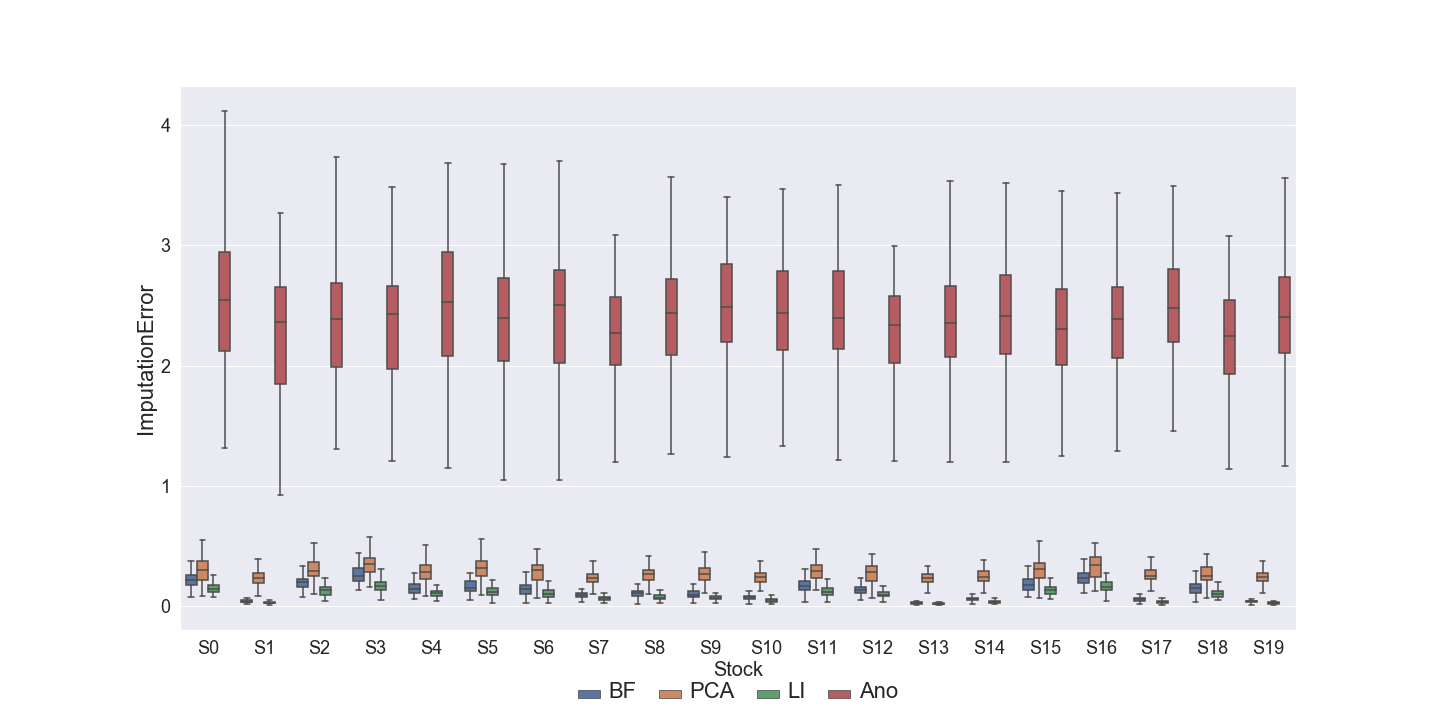 4
3
2
1
0
ImputationError
S0 S1 S2 S3 S4 S5 S6 S7 S8 S9 S10 S11 S12 S13 S14 S15 S16 S17 S18 S19
Stock
BF PCA LI Ano